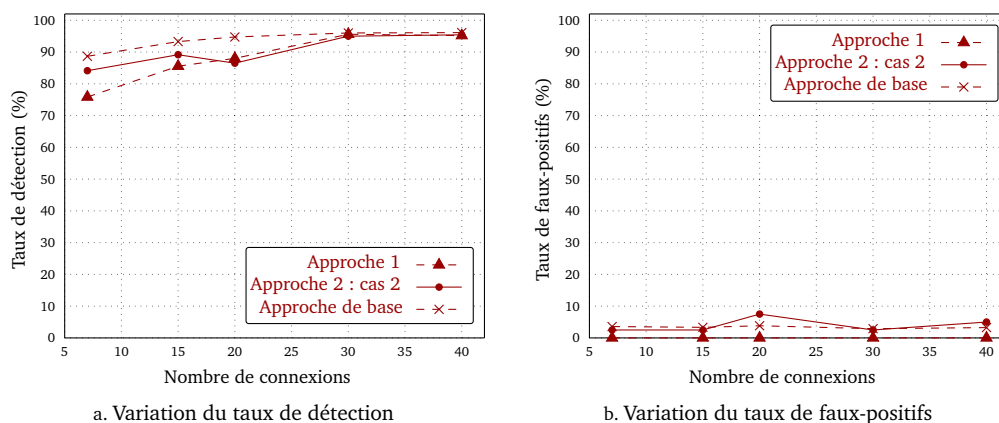 100
90
80
70
60
50
40
30
20
10
0
5 10 15 20 25 30 35 40
Taux de détection (%)
Nombre de connexions
Approche 1
Approche 2 : cas 2
Approche de base
a. Variation du taux de détection
100
90
80
70
60
50
40
30
20
10
0
5 10 15 20 25 30 35 40
Taux de faux-positifs (%)
Nombre de connexions
Approche 1
Approche 2 : cas 2
Approche de base
b. Variation du taux de faux-positifs